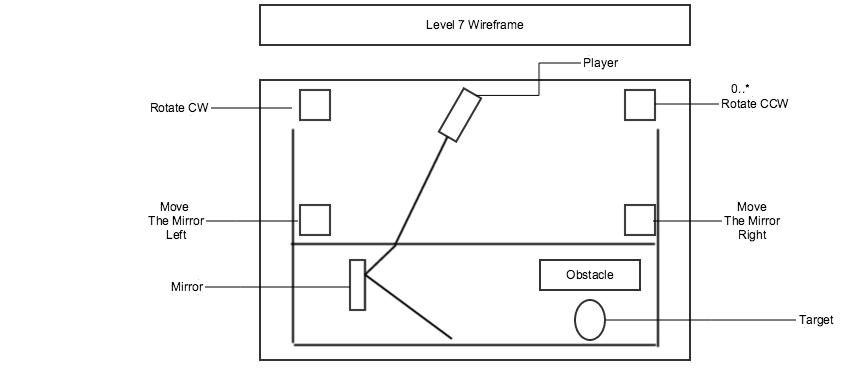 Level 7 Wireframe
Player
0..*
Rotate CW
Rotate CCW
Move
The Mirror
Left
Move
The Mirror
Right
Mirror
Obstacle
Target